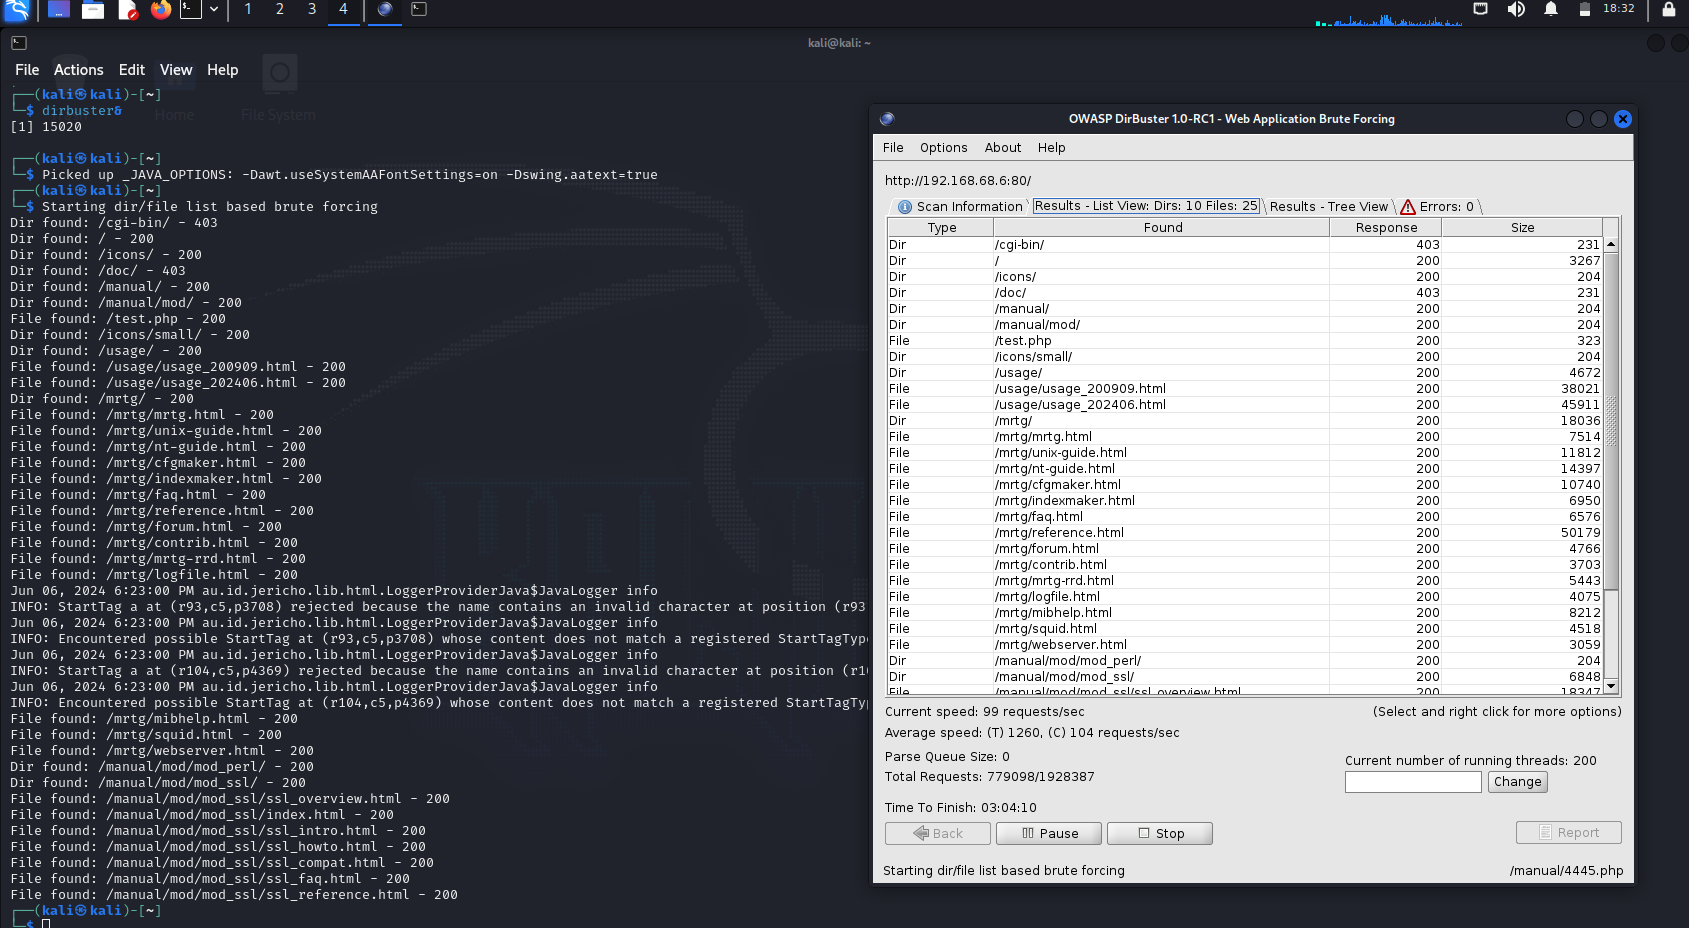 1 2 3 4
18:32
kali@kali: ~
File Actions Edit View Help
Home File System
┌──(kali㉿kali)-[~]
└─$ dirbuster&
[1] 15020
┌──(kali㉿kali)-[~]
└─$ Picked up _JAVA_OPTIONS: -Dawt.useSystemAAFontSettings=on -Dswing.aatext=true
┌──(kali㉿kali)-[~]
└─$ Starting dir/file list based brute forcing
Dir found: /cgi-bin/ - 403
Dir found: / - 200
Dir found: /icons/ - 200
Dir found: /doc/ - 403
Dir found: /manual/ - 200
Dir found: /manual/mod/ - 200
File found: /test.php - 200
Dir found: /icons/small/ - 200
Dir found: /usage/ - 200
File found: /usage/usage_200909.html - 200
File found: /usage/usage_202406.html - 200
Dir found: /mrtg/ - 200
File found: /mrtg/mrtg.html - 200
File found: /mrtg/unix-guide.html - 200
File found: /mrtg/nt-guide.html - 200
File found: /mrtg/cfgmaker.html - 200
File found: /mrtg/indexmaker.html - 200
File found: /mrtg/faq.html - 200
File found: /mrtg/reference.html - 200
File found: /mrtg/forum.html - 200
File found: /mrtg/contrib.html - 200
File found: /mrtg/mrtg-rrd.html - 200
File found: /mrtg/logfile.html - 200
Jun 06, 2024 6:23:00 PM au.id.jericho.lib.html.LoggerProviderJava$JavaLogger info
INFO: StartTag a at (r93,c5,p3708) rejected because the name contains an invalid character at position (r93
Jun 06, 2024 6:23:00 PM au.id.jericho.lib.html.LoggerProviderJava$JavaLogger info
INFO: Encountered possible StartTag at (r93,c5,p3708) whose content does not match a registered StartTagType
Jun 06, 2024 6:23:00 PM au.id.jericho.lib.html.LoggerProviderJava$JavaLogger info
INFO: StartTag a at (r104,c5,p4369) rejected because the name contains an invalid character at position (r10
Jun 06, 2024 6:23:00 PM au.id.jericho.lib.html.LoggerProviderJava$JavaLogger info
INFO: Encountered possible StartTag at (r104,c5,p4369) whose content does not match a registered StartTagTyp
File found: /mrtg/mibhelp.html - 200
File found: /mrtg/squid.html - 200
File found: /mrtg/webserver.html - 200
Dir found: /manual/mod/mod_perl/ - 200
Dir found: /manual/mod/mod_ssl/ - 200
File found: /manual/mod/mod_ssl/ssl_overview.html - 200
File found: /manual/mod/mod_ssl/index.html - 200
File found: /manual/mod/mod_ssl/ssl_intro.html - 200
File found: /manual/mod/mod_ssl/ssl_howto.html - 200
File found: /manual/mod/mod_ssl/ssl_compat.html - 200
File found: /manual/mod/mod_ssl/ssl_faq.html - 200
File found: /manual/mod/mod_ssl/ssl_reference.html - 200
┌──(kali㉿kali)-[~]
└─$
OWASP DirBuster 1.0-RC1 - Web Application Brute Forcing
File Options About Help
http://192.168.68.6:80/
Scan Information Results - List View: Dirs: 10 Files: 25 Results - Tree View Errors: 0
Type Found Response Size
Dir /cgi-bin/ 403 231
Dir / 200 3267
Dir /icons/ 200 204
Dir /doc/ 403 231
Dir /manual/ 200 204
Dir /manual/mod/ 200 204
File /test.php 200 323
Dir /icons/small/ 200 204
Dir /usage/ 200 4672
File /usage/usage_200909.html 200 38021
File /usage/usage_202406.html 200 45911
Dir /mrtg/ 200 18036
File /mrtg/mrtg.html 200 7514
File /mrtg/unix-guide.html 200 11812
File /mrtg/nt-guide.html 200 14397
File /mrtg/cfgmaker.html 200 10740
File /mrtg/indexmaker.html 200 6950
File /mrtg/faq.html 200 6576
File /mrtg/reference.html 200 50179
File /mrtg/forum.html 200 4766
File /mrtg/contrib.html 200 3703
File /mrtg/mrtg-rrd.html 200 5443
File /mrtg/logfile.html 200 4075
File /mrtg/mibhelp.html 200 8212
File /mrtg/squid.html 200 4518
File /mrtg/webserver.html 200 3059
Dir /manual/mod/mod_perl/ 200 204
Dir /manual/mod/mod_ssl/ 200 6848
File /manual/mod/mod_ssl/ssl_overview.html 200 18347
Current speed: 99 requests/sec (Select and right click for more options)
Average speed: (T) 1260, (C) 104 requests/sec
Parse Queue Size: 0
Current number of running threads: 200
Total Requests: 779098/1928387
Change
Time To Finish: 03:04:10
Back Pause Stop Report
Starting dir/file list based brute forcing /manual/4445.php